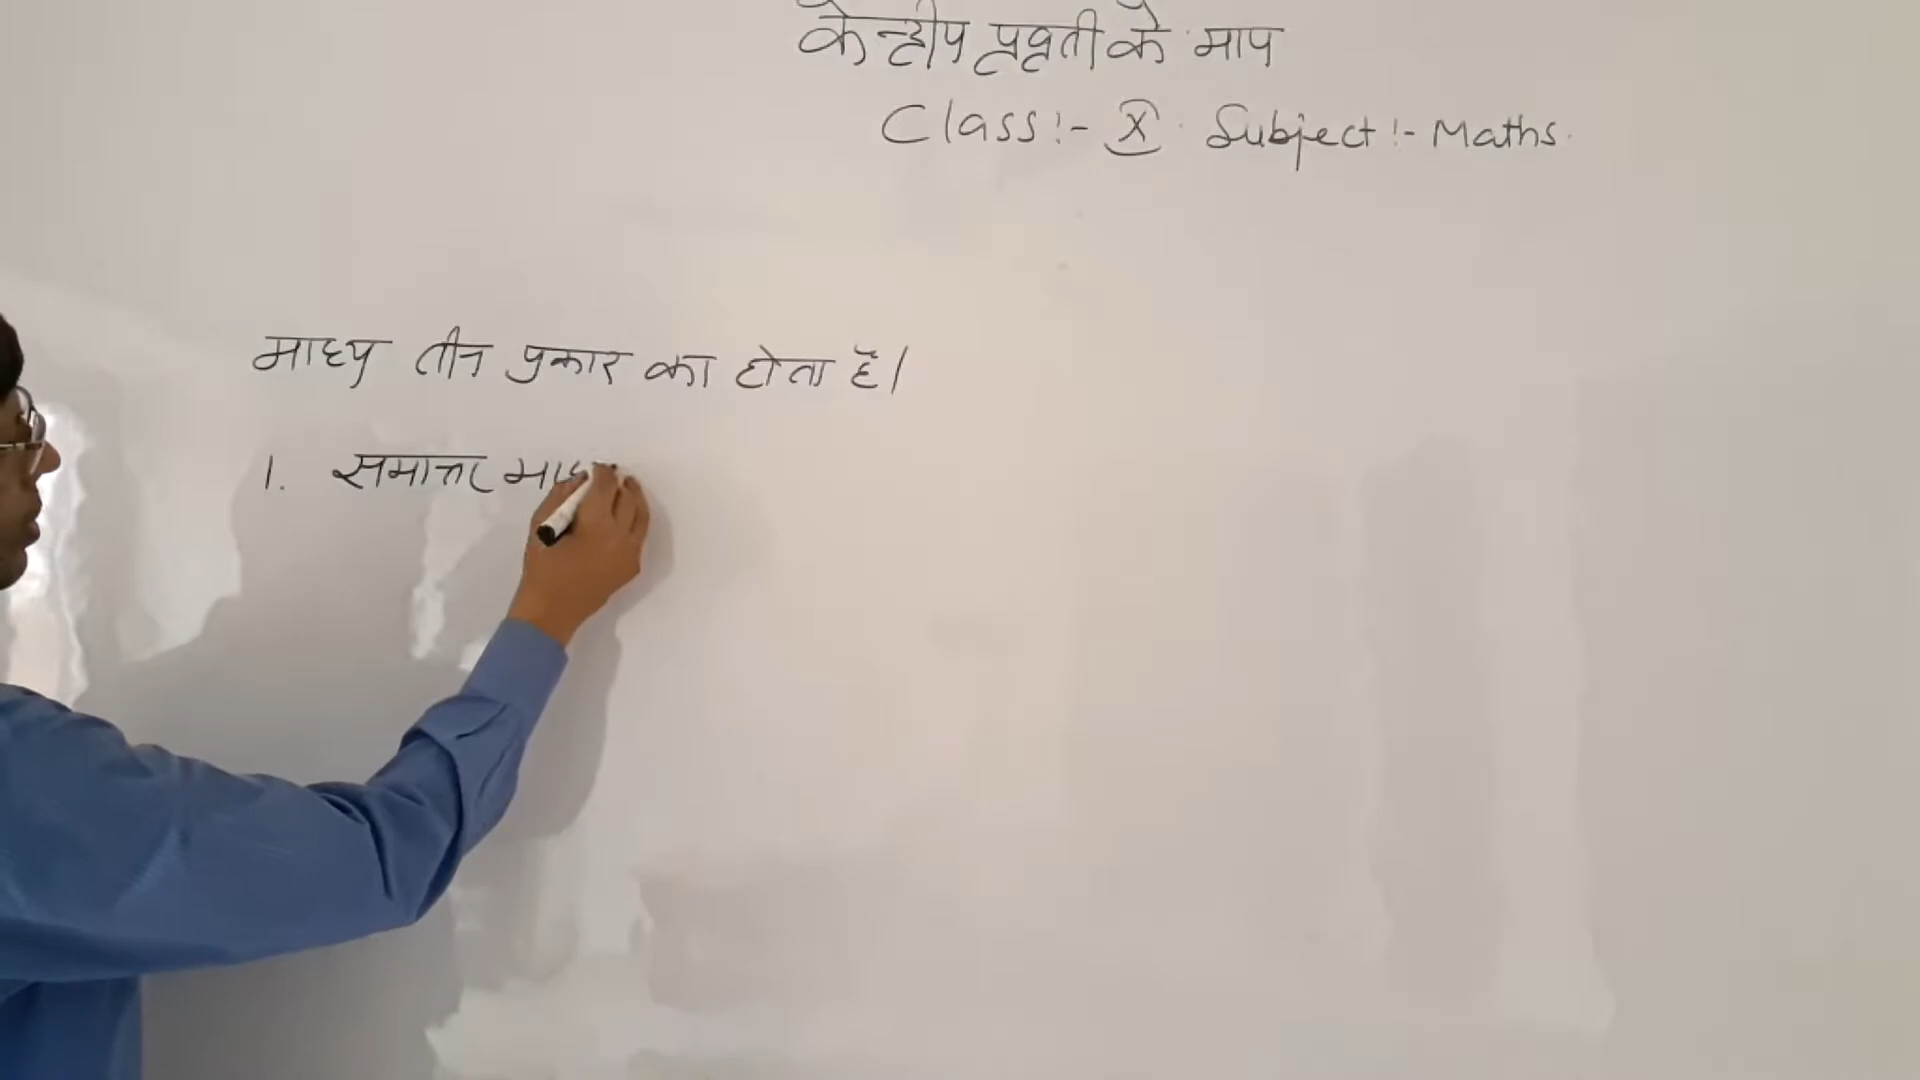 केन्द्रीय प्रवृती के माप
Class :- X Subject :- Maths.
माध्य तीन प्रकार का होता है।
1. समान्तर